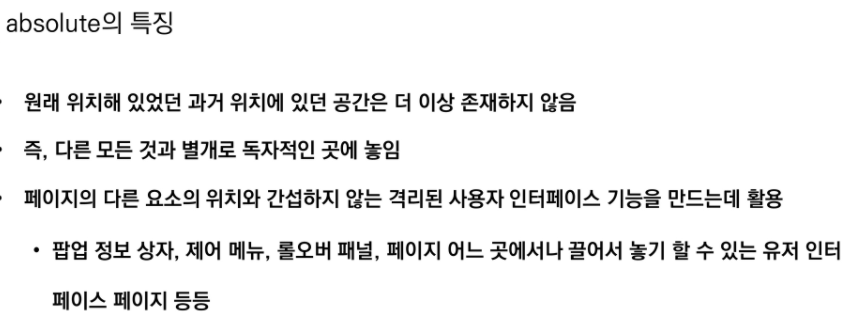 absolute의 특징
• 원래 위치해 있었던 과거 위치에 있던 공간은 더 이상 존재하지 않음
• 즉, 다른 모든 것과 별개로 독자적인 곳에 놓임
• 페이지의 다른 요소의 위치와 간섭하지 않는 격리된 사용자 인터페이스 기능을 만드는데 활용
• 팝업 정보 상자, 제어 메뉴, 롤오버 패널, 페이지 어느 곳에서나 끌어서 놓기 할 수 있는 유저 인터
페이스 페이지 등등